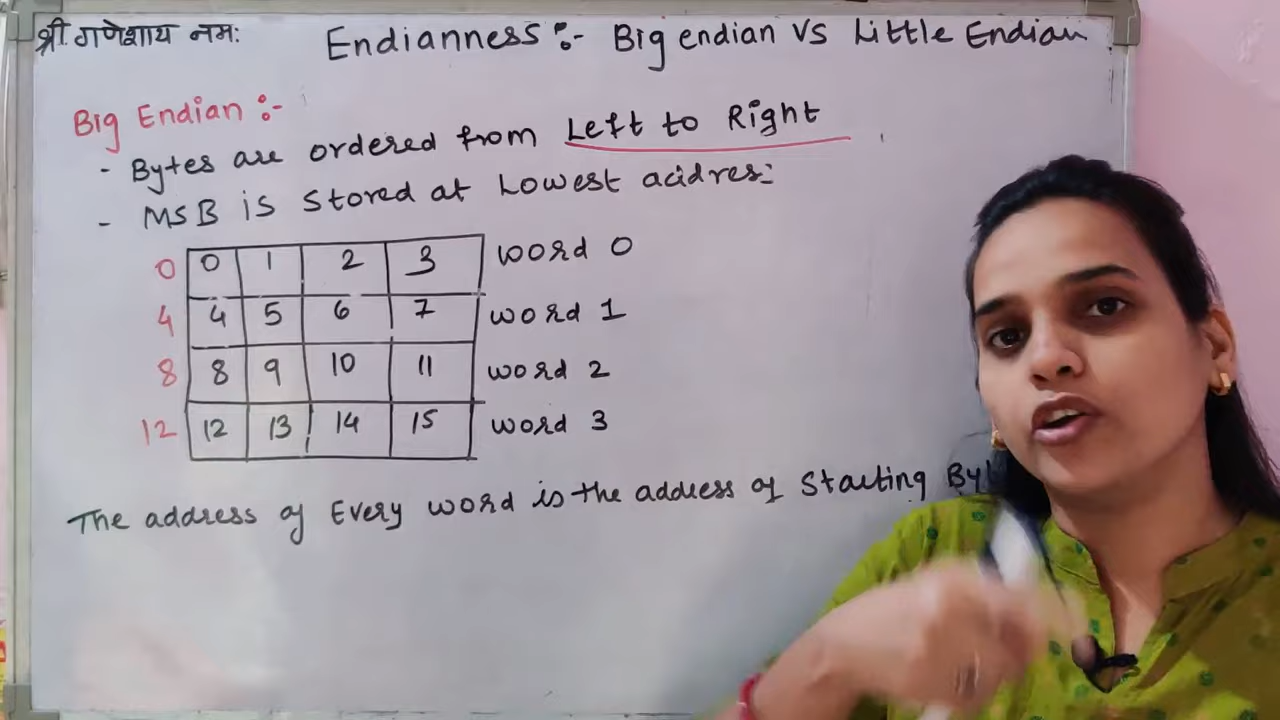 श्री गणेशाय नमः
Endianness :- Big endian VS Little Endian
Big Endian :-
- Bytes are ordered from Left to Right
- MSB is stored at Lowest
0 0 1 2 3 word 0
4 4 5 6 7 word 1
8 8 9 10 11 word 2
12 12 13 14 15 word 3
The address of Every word is the address of Starting